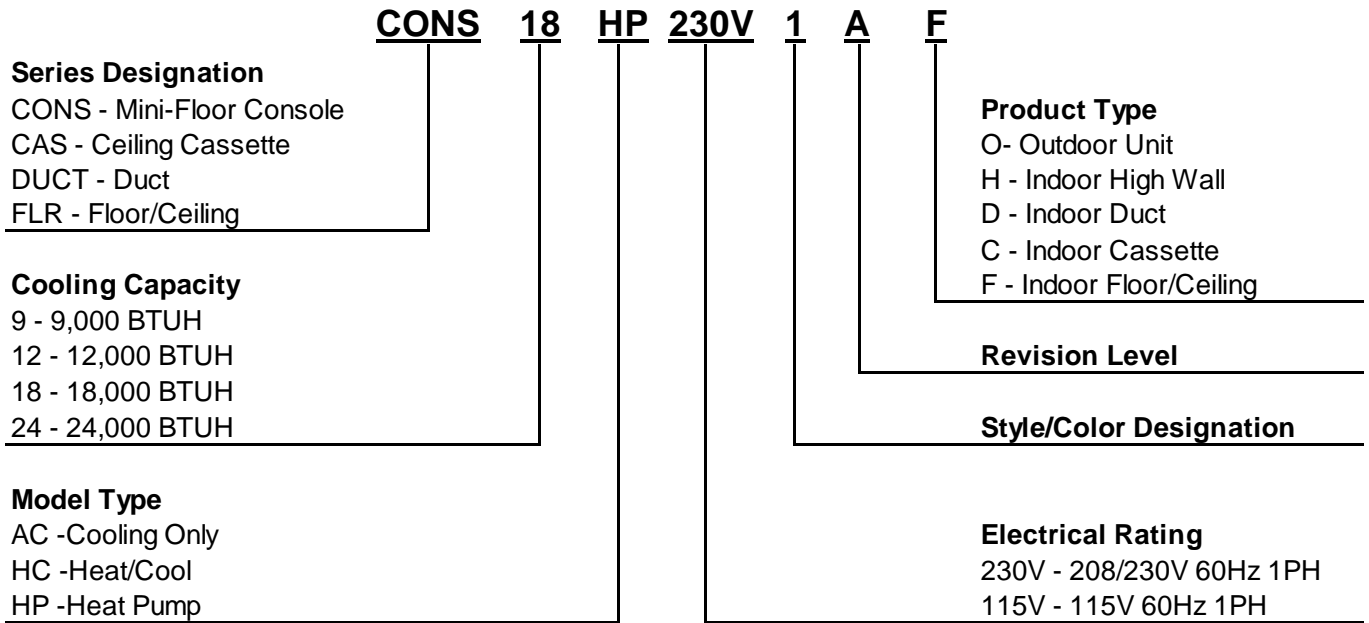 CONS 18 HP 230V 1 A F
Series Designation
CONS - Mini-Floor Console
CAS - Ceiling Cassette
DUCT - Duct
FLR - Floor/Ceiling
Cooling Capacity
9 - 9,000 BTUH
12 - 12,000 BTUH
18 - 18,000 BTUH
24 - 24,000 BTUH
Model Type
AC -Cooling Only
HC -Heat/Cool
HP -Heat Pump
Product Type
O- Outdoor Unit
H - Indoor High Wall
D - Indoor Duct
C - Indoor Cassette
F - Indoor Floor/Ceiling
Revision Level
Style/Color Designation
Electrical Rating
230V - 208/230V 60Hz 1PH
115V - 115V 60Hz 1PH